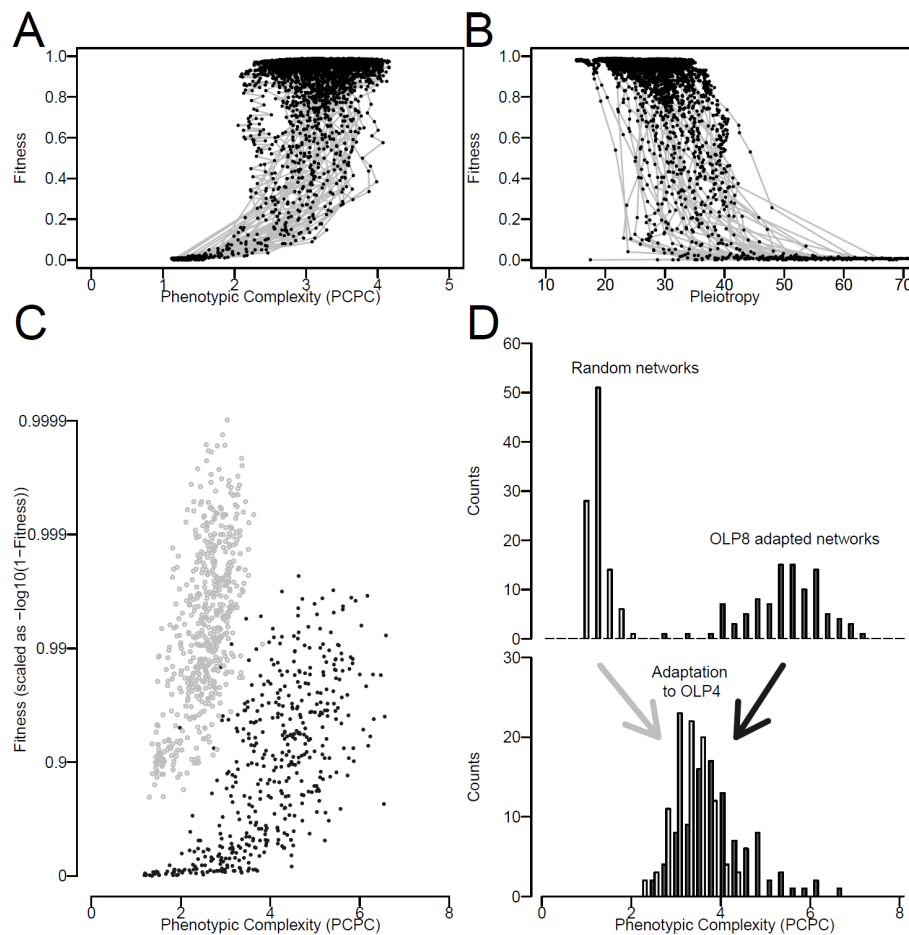 A
1.0
0.8
0.6
0.4
0.2
0.0
Fitness
0 1 2 3 4 5
Phenotypic Complexity (PCPC)
B
1.0
0.8
0.6
0.4
0.2
0.0
Fitness
10 20 30 40 50 60 70
Pleiotropy
C
0.9999
0.999
0.99
0.9
0
Fitness (scaled as −log10(1−Fitness))
0 2 4 6 8
Phenotypic Complexity (PCPC)
D
60
50
40
30
20
10
0
Counts
Random networks
OLP8 adapted networks
30
20
10
0
Counts
Adaptation
to OLP4
0 2 4 6 8
Phenotypic Complexity (PCPC)